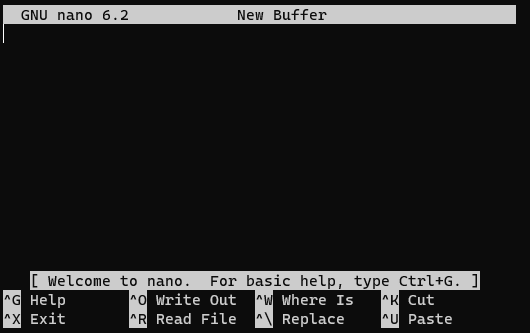 GNU nano 6.2 New Buffer
[ Welcome to nano.  For basic help, type Ctrl+G. ]
^G Help ^O Write Out ^W Where Is ^K Cut
^X Exit ^R Read File ^\ Replace ^U Paste